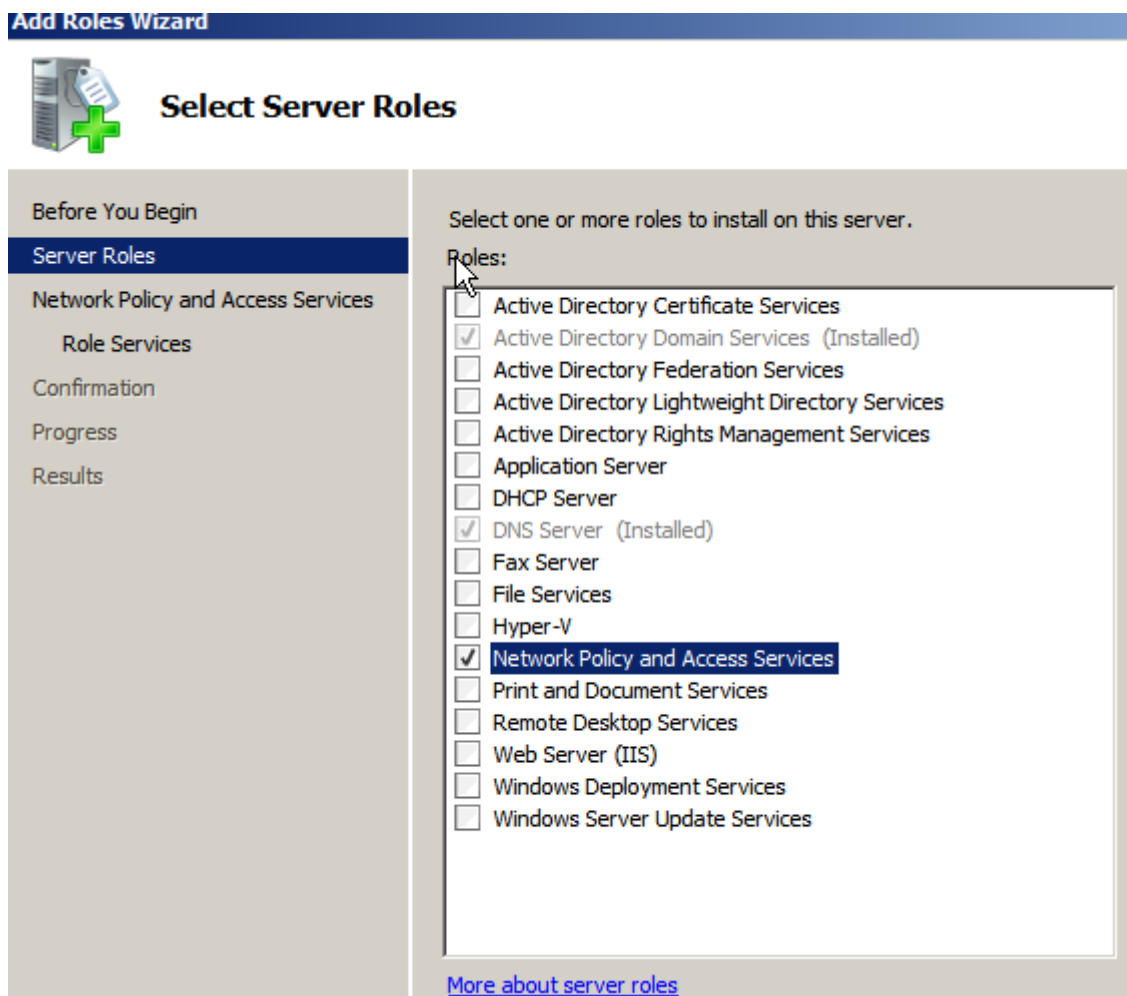 Add Roles Wizard
Select Server Roles
Before You Begin
Server Roles
Network Policy and Access Services
Role Services
Confirmation
Progress
Results
Select one or more roles to install on this server.
Roles:
Active Directory Certificate Services
Active Directory Domain Services (Installed)
Active Directory Federation Services
Active Directory Lightweight Directory Services
Active Directory Rights Management Services
Application Server
DHCP Server
DNS Server (Installed)
Fax Server
File Services
Hyper-V
Network Policy and Access Services
Print and Document Services
Remote Desktop Services
Web Server (IIS)
Windows Deployment Services
Windows Server Update Services
More about server roles